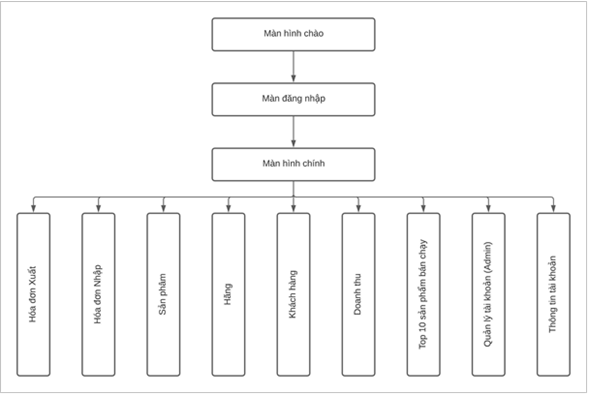 Màn hình chào
Màn đăng nhập
Màn hình chính
Hóa đơn Xuất
Hóa đơn Nhập
Sản phẩm
Hãng
Khách hàng
Doanh thu
Top 10 sản phẩm bán chạy
Quản lý tài khoản (Admin)
Thông tin tài khoản